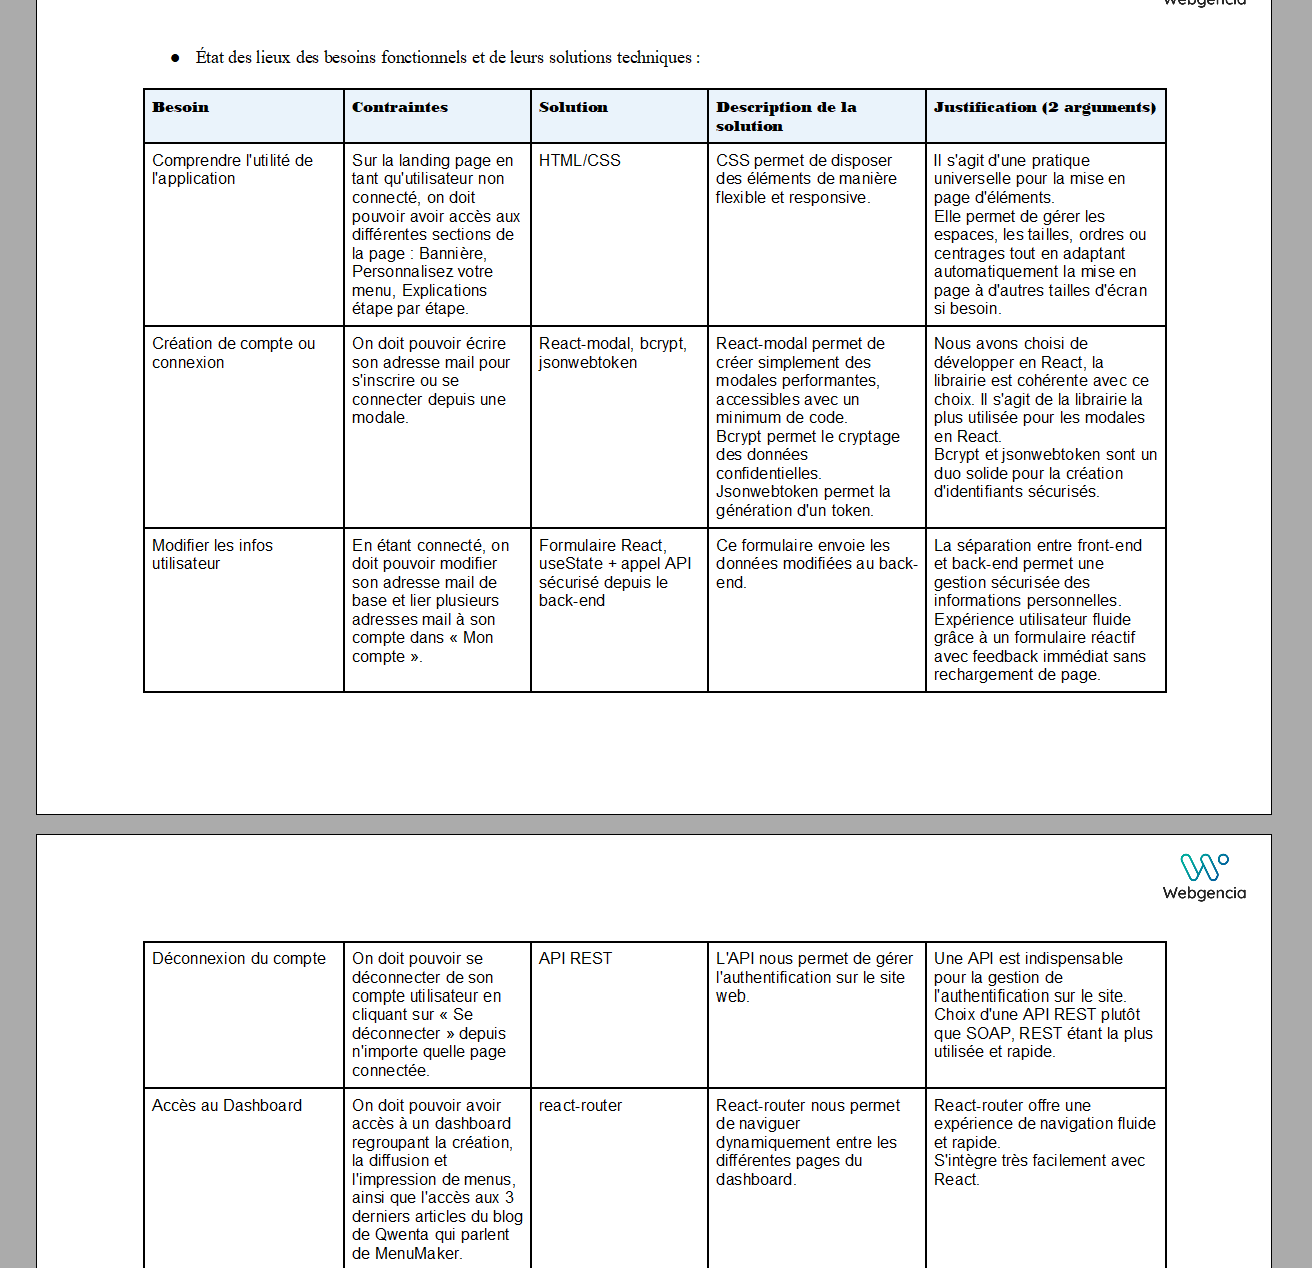 Webgencia
● État des lieux des besoins fonctionnels et de leurs solutions techniques :
Besoin
Contraintes
Solution
Description de la
solution
Justification (2 arguments)
Comprendre l'utilité de
l'application
Sur la landing page en
tant qu'utilisateur non
connecté, on doit
pouvoir avoir accès aux
différentes sections de
la page : Bannière,
Personnalisez votre
menu, Explications
étape par étape.
HTML/CSS
CSS permet de disposer
des éléments de manière
flexible et responsive.
Il s'agit d'une pratique
universelle pour la mise en
page d'éléments.
Elle permet de gérer les
espaces, les tailles, ordres ou
centrages tout en adaptant
automatiquement la mise en
page à d'autres tailles d'écran
si besoin.
Création de compte ou
connexion
On doit pouvoir écrire
son adresse mail pour
s'inscrire ou se
connecter depuis une
modale.
React-modal, bcrypt,
jsonwebtoken
React-modal permet de
créer simplement des
modales performantes,
accessibles avec un
minimum de code.
Bcrypt permet le cryptage
des données
confidentielles.
Jsonwebtoken permet la
génération d'un token.
Nous avons choisi de
développer en React, la
librairie est cohérente avec ce
choix. Il s'agit de la librairie la
plus utilisée pour les modales
en React.
Bcrypt et jsonwebtoken sont un
duo solide pour la création
d'identifiants sécurisés.
Modifier les infos
utilisateur
En étant connecté, on
doit pouvoir modifier
son adresse mail de
base et lier plusieurs
adresses mail à son
compte dans « Mon
compte ».
Formulaire React,
useState + appel API
sécurisé depuis le
back-end
Ce formulaire envoie les
données modifiées au back-
end.
La séparation entre front-end
et back-end permet une
gestion sécurisée des
informations personnelles.
Expérience utilisateur fluide
grâce à un formulaire réactif
avec feedback immédiat sans
rechargement de page.
Webgencia
Déconnexion du compte
On doit pouvoir se
déconnecter de son
compte utilisateur en
cliquant sur « Se
déconnecter » depuis
n'importe quelle page
connectée.
API REST
L'API nous permet de gérer
l'authentification sur le site
web.
Une API est indispensable
pour la gestion de
l'authentification sur le site.
Choix d'une API REST plutôt
que SOAP, REST étant la plus
utilisée et rapide.
Accès au Dashboard
On doit pouvoir avoir
accès à un dashboard
regroupant la création,
la diffusion et
l'impression de menus,
ainsi que l'accès aux 3
derniers articles du blog
de Qwenta qui parlent
de MenuMaker.
react-router
React-router nous permet
de naviguer
dynamiquement entre les
différentes pages du
dashboard.
React-router offre une
expérience de navigation fluide
et rapide.
S'intègre très facilement avec
React.